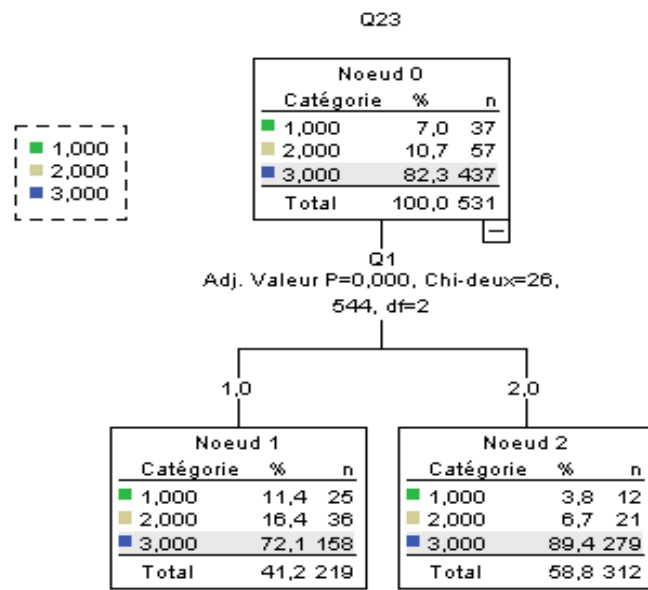 Q23
Noeud 0
Catégorie % n
1,000 7,0 37
2,000 10,7 57
3,000 82,3 437
Total 100,0 531
1,000
2,000
3,000
Q1
Adj. Valeur P=0,000, Chi-deux=26,
544, df=2
1,0
2,0
Noeud 1
Catégorie % n
1,000 11,4 25
2,000 16,4 36
3,000 72,1 158
Total 41,2 219
Noeud 2
Catégorie % n
1,000 3,8 12
2,000 6,7 21
3,000 89,4 279
Total 58,8 312